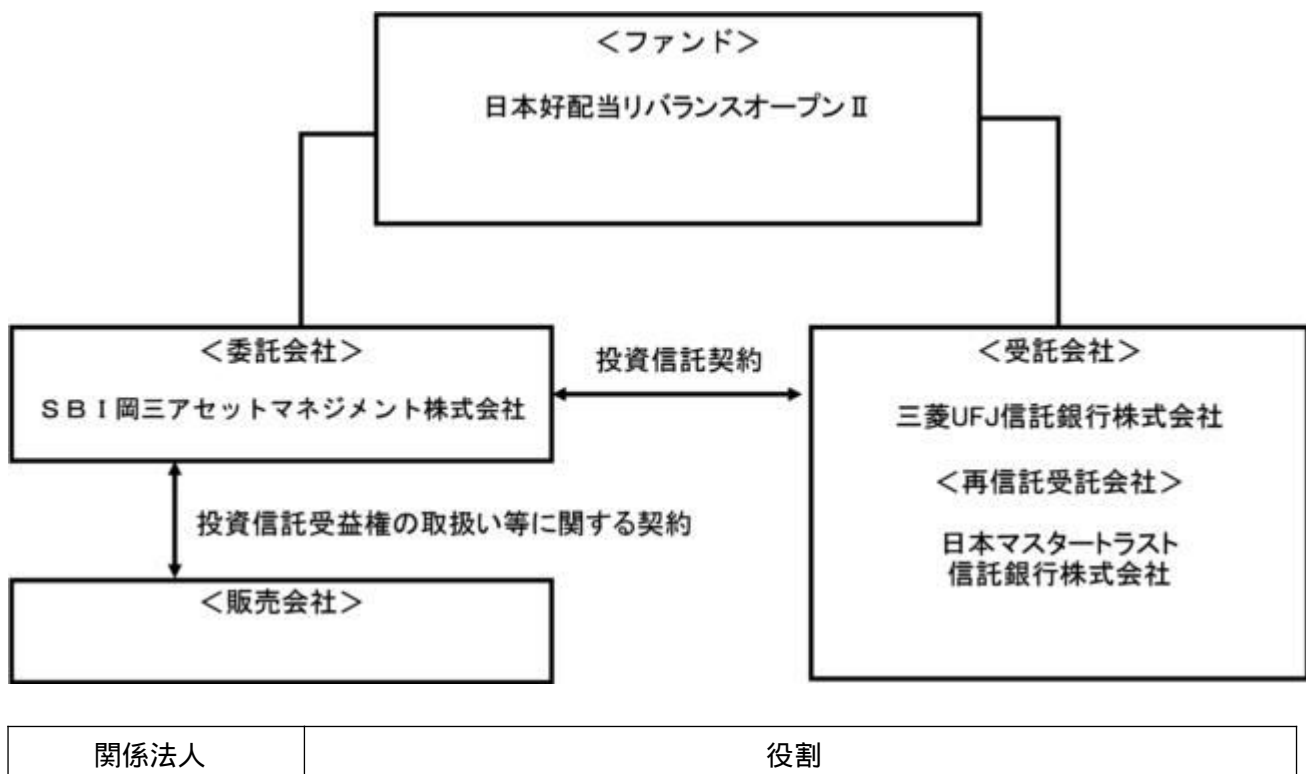 ＜ファンド＞
日本好配当リバランスオープンⅡ
＜委託会社＞
ＳＢＩ岡三アセットマネジメント株式会社
投資信託契約
＜受託会社＞
三菱UFJ信託銀行株式会社
＜再信託受託会社＞
日本マスタートラスト
信託銀行株式会社
投資信託受益権の取扱い等に関する契約
＜販売会社＞
関係法人 役割